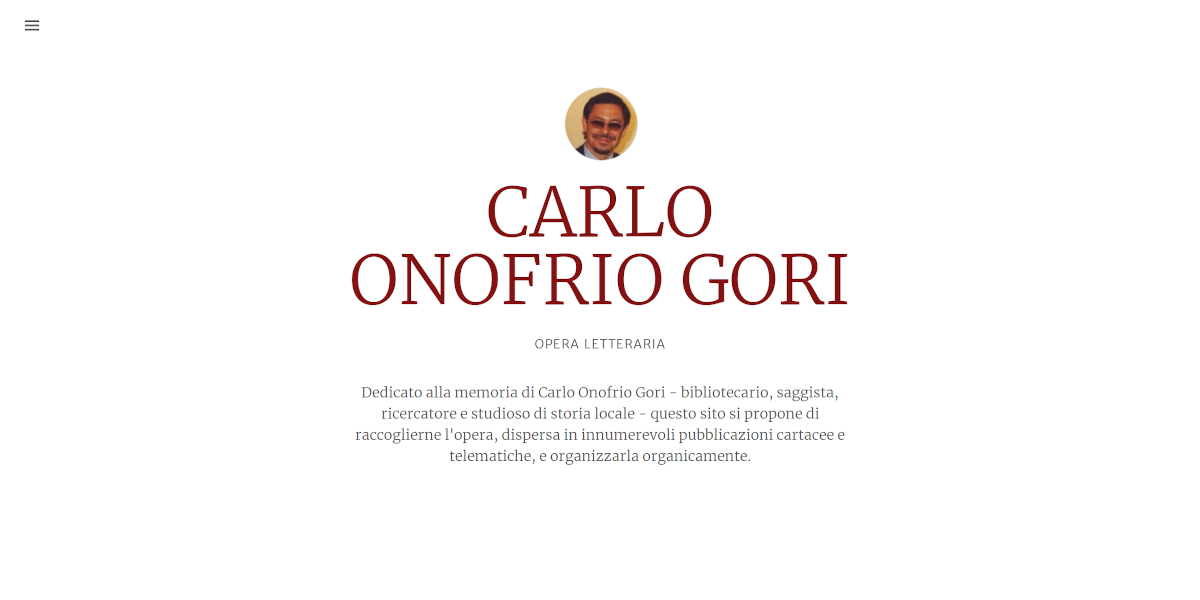 CARLO
ONOFRIO GORI
OPERA LETTERARIA
Dedicato alla memoria di Carlo Onofrio Gori - bibliotecario, saggista,
ricercatore e studioso di storia locale - questo sito si propone di
raccoglierne l'opera, dispersa in innumerevoli pubblicazioni cartacee e
telematiche, e organizzarla organicamente.